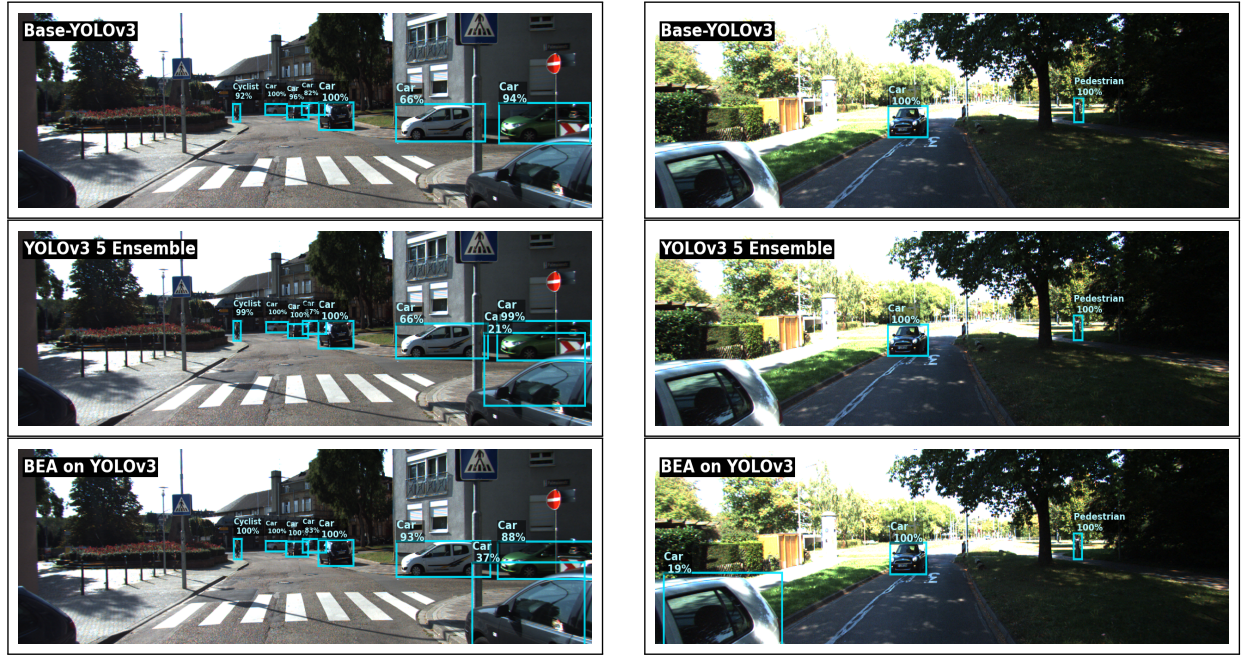 Base-YOLOv3
Cyclist
92%
Car
100%
Car
96%
Car
82%
Car
100%
Car
66%
Car
94%
Base-YOLOv3
Car
100%
Pedestrian
100%
YOLOv3 5 Ensemble
Cyclist
99%
Car
100%
Car
100%
7%
Car
100%
Car
66%
Car
21%
99%
YOLOv3 5 Ensemble
Car
100%
Pedestrian
100%
BEA on YOLOv3
Cyclist
100%
Car
100%
Car
100
Car
83%
Car
100%
Car
93%
Car
37%
Car
88%
BEA on YOLOv3
Car
19%
Car
100%
Pedestrian
100%